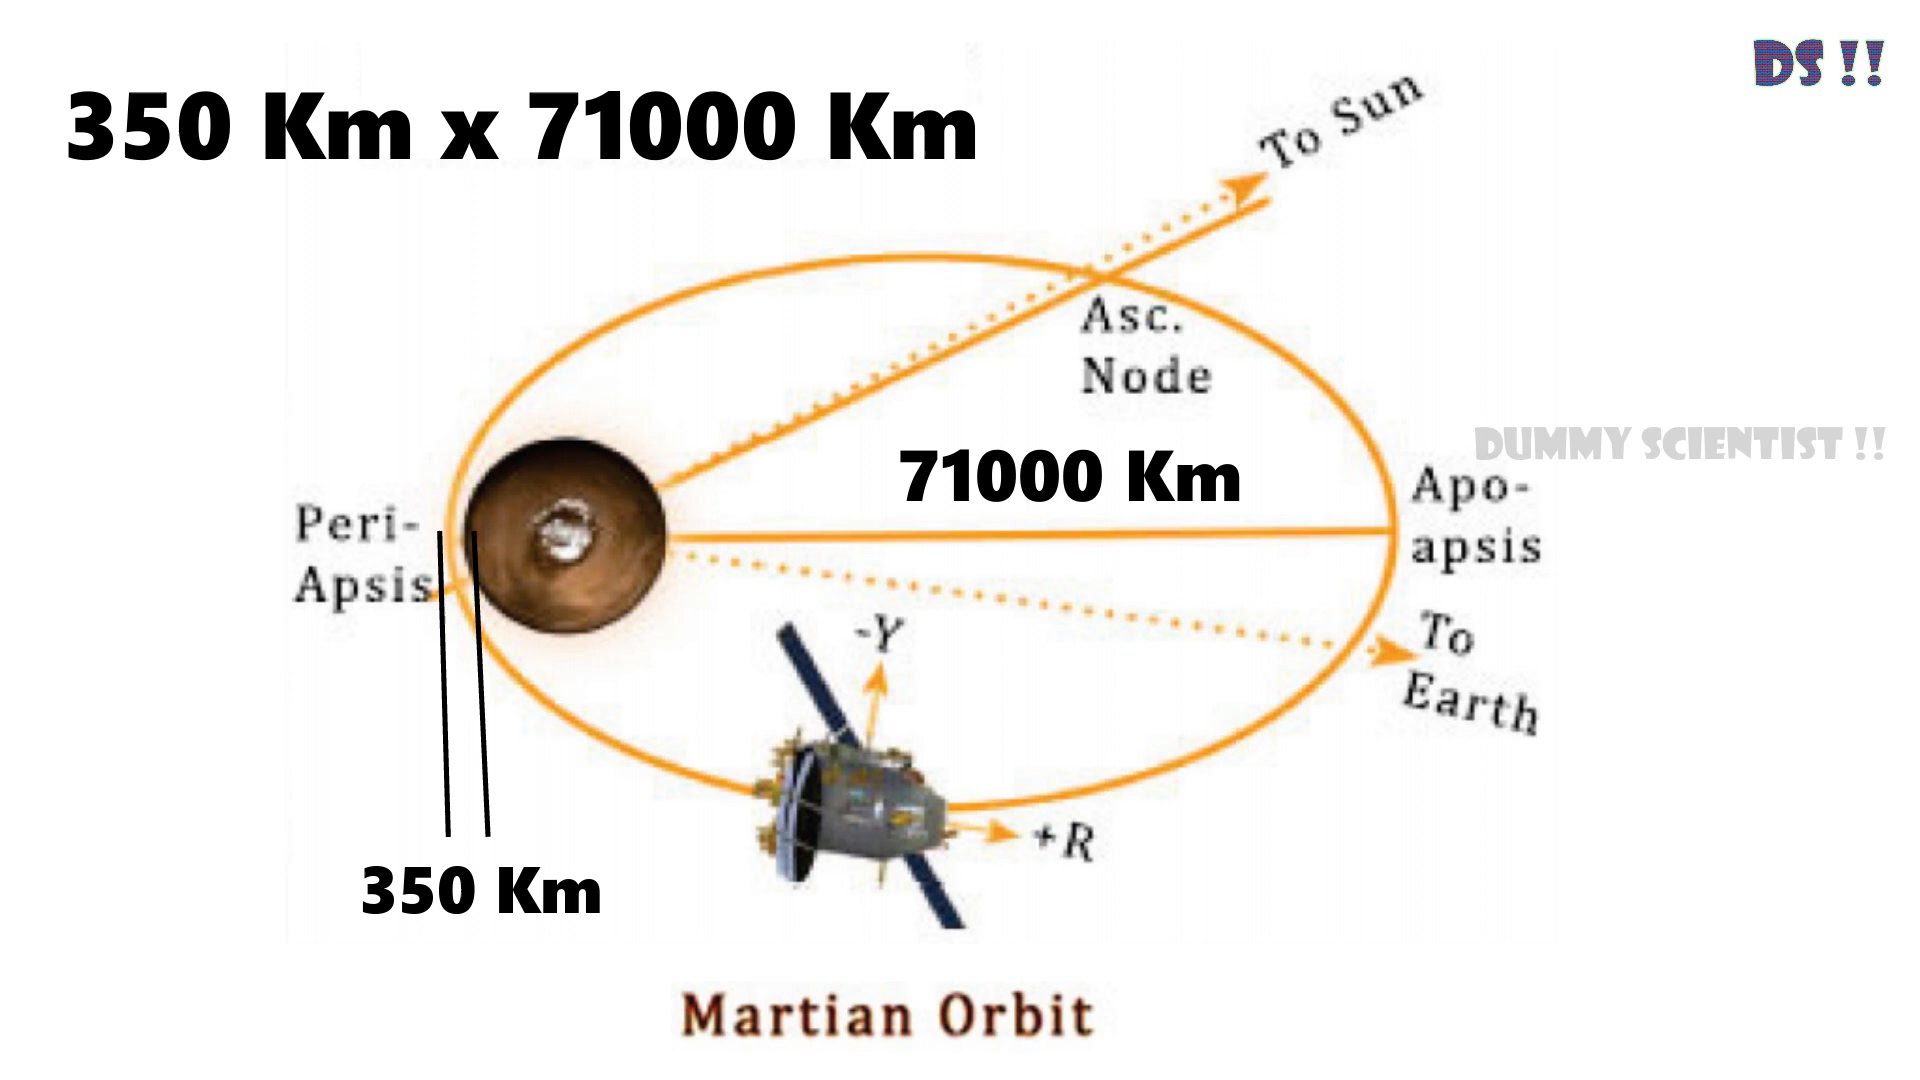 DS !!
350 Km x 71000 Km
To Sun
Asc.
Node
DUMMY SCIENTIST !!
71000 Km
Apo-
apsis
Peri-
Apsis
To
Earth
-Y
+R
350 Km
Martian Orbit